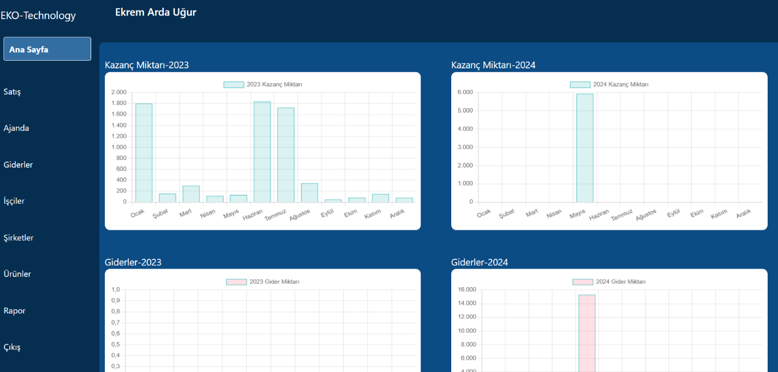 EKO-Technology
Ekrem Arda Uğur
Ana Sayfa
Satış
Ajanda
Giderler
İşçiler
Şirketler
Ürünler
Rapor
Çıkış
Kazanç Miktarı-2023
2023 Kazanç Miktarı
2.000
1.800
1.600
1.400
1.200
1.000
800
600
400
200
0
Ocak Şubat Mart Nisan Mayıs Haziran Temmuz Ağustos Eylül Ekim Kasım Aralık
Kazanç Miktarı-2024
2024 Kazanç Miktarı
6.000
5.000
4.000
3.000
2.000
1.000
0
Ocak Şubat Mart Nisan Mayıs Haziran Temmuz Ağustos Eylül Ekim Kasım Aralık
Giderler-2023
2023 Gider Miktarı
1,0
0,9
0,8
0,7
0,6
0,5
0,4
0,3
Giderler-2024
2024 Gider Miktarı
16.000
14.000
12.000
10.000
8.000
6.000
4.000